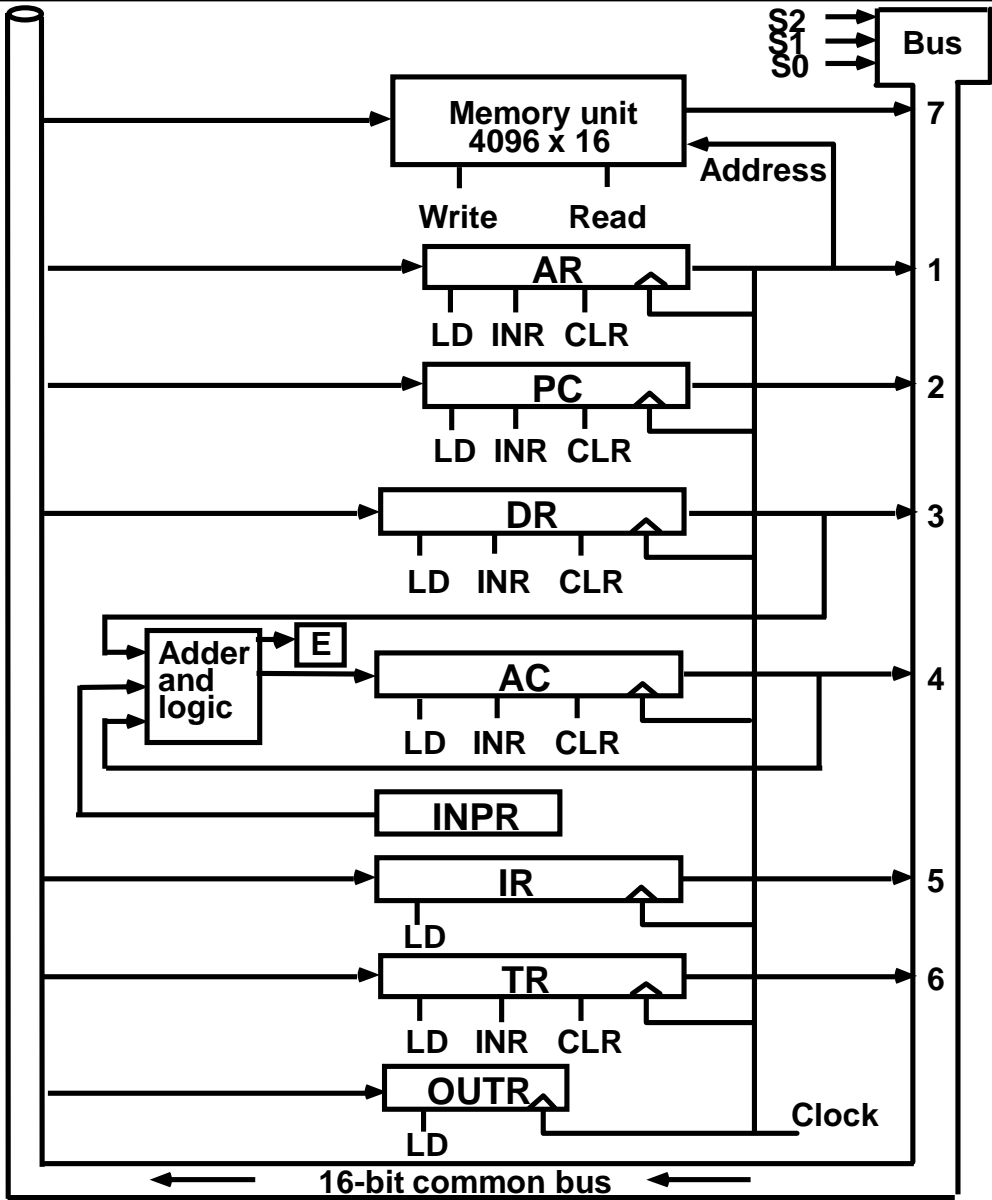 S2
S1
S0
Bus
Memory unit
4096 x 16
7
Address
Write Read
AR
1
LD INR CLR
PC
2
LD INR CLR
DR
3
LD INR CLR
Adder
and
logic
E
AC
4
LD INR CLR
INPR
IR
5
LD
TR
6
LD INR CLR
OUTR
LD
Clock
16-bit common bus